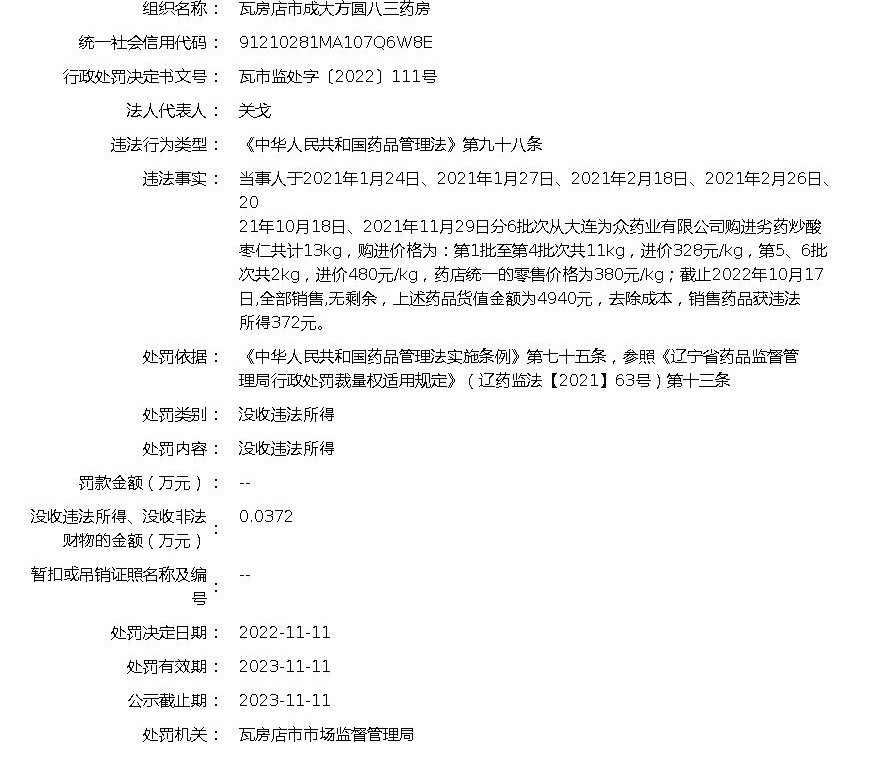 组织名称： 瓦房店市成大方圆八三药房
统一社会信用代码： 91210281MA107Q6W8E
行政处罚决定书文号： 瓦市监处字〔2022〕111号
法人代表人： 关戈
违法行为类型： 《中华人民共和国药品管理法》第九十八条
违法事实： 当事人于2021年1月24日、2021年1月27日、2021年2月18日、2021年2月26日、
20
21年10月18日、2021年11月29日分6批次从大连为众药业有限公司购进劣药炒酸
枣仁共计13kg，购进价格为：第1批至第4批次共11kg，进价328元/kg，第5、6批
次共2kg，进价480元/kg，药店统一的零售价格为380元/kg；截止2022年10月17
日,全部销售,无剩余，上述药品货值金额为4940元，去除成本，销售药品获违法
所得372元。
处罚依据： 《中华人民共和国药品管理法实施条例》第七十五条，参照《辽宁省药品监督管
理局行政处罚裁量权适用规定》（辽药监法【2021】63号）第十三条
处罚类别： 没收违法所得
处罚内容： 没收违法所得
罚款金额（万元）： --
没收违法所得、没收非法
财物的金额（万元）： 0.0372
暂扣或吊销证照名称及编
号： --
处罚决定日期： 2022-11-11
处罚有效期： 2023-11-11
公示截止期： 2023-11-11
处罚机关： 瓦房店市市场监督管理局